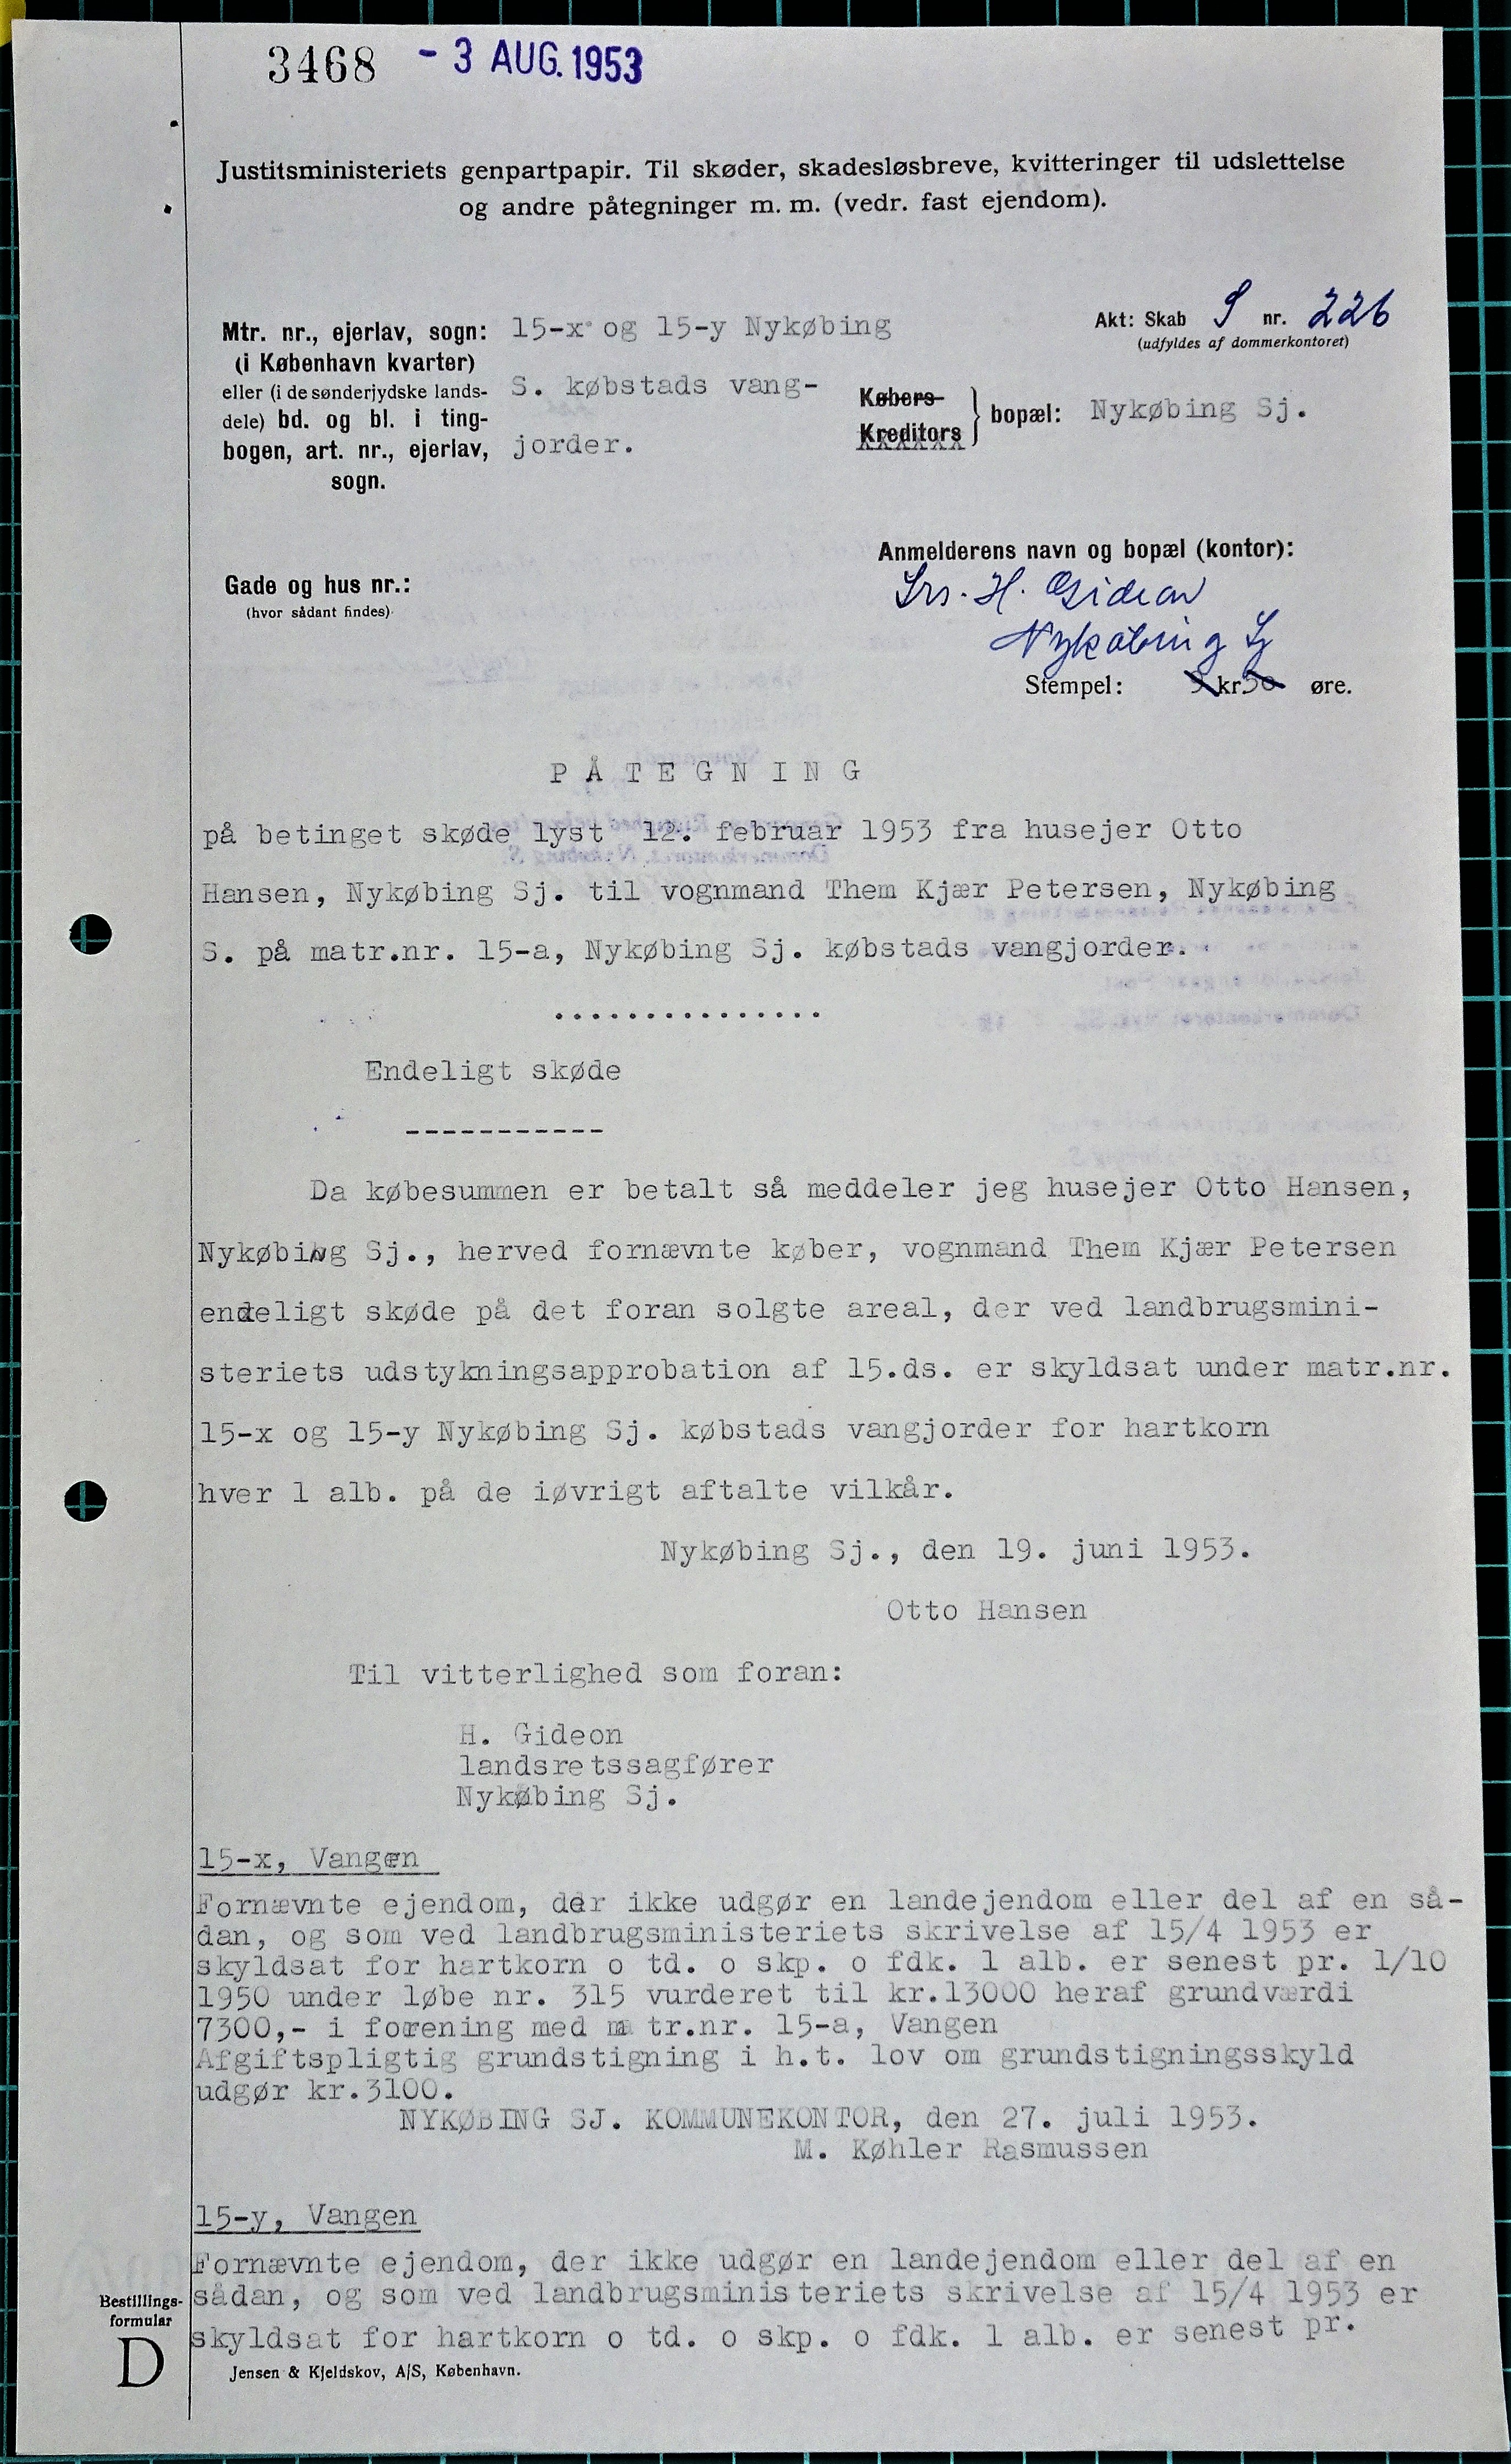 3468 - 3 AUG. 1953
Justitsministeriets genpartpapir. Til skøder, skadesløsbreve, kvitteringer til udslettelse
og andre påtegninger m. m. (vedr. fast ejendom).
Akt: Skab S nr. 226
(udfyldes af dommerkontoret)
Mtr. nr., ejerlav, sogn: 15-x og 15-y Nykøbing
(i København kvarter)
eller (i de sønderjydske lands- S. købstads vang-
dele) bd. og bl. i ting-
bogen, art. nr., ejerlav, jorder.
sogn.
Købers
Kreditors } bopæl: Nykøbing Sj.
Anmelderens navn og bopæl (kontor):
Lrs. H. Gideon
Nykøbing Sj
Gade og hus nr.:
(hvor sådant findes)
Stempel: kr. 50 øre.
PÅTEGNING
på betinget skøde lyst 12. februar 1953 fra husejer Otto
Hansen, Nykøbing Sj. til vognmand Them Kjær Petersen, Nykøbing
S. på matr.nr. 15-a, Nykøbing Sj. købstads vangjorder.
...............
Endeligt skøde
-----------
Da købesummen er betalt så meddeler jeg husejer Otto Hansen,
Nykøbing Sj., herved fornævnte køber, vognmand Them Kjær Petersen
endeligt skøde på det foran solgte areal, der ved landbrugsmini-
steriets udstykningsapprobation af 15.ds. er skyldsat under matr.nr.
15-x og 15-y Nykøbing Sj. købstads vangjorder for hartkorn
hver 1 alb. på de iøvrigt aftalte vilkår.
Nykøbing Sj., den 19. juni 1953.
Otto Hansen
Til vitterlighed som foran:
H. Gideon
landsretssagfører
Nykøbing Sj.
15-x, Vangen
Fornævnte ejendom, der ikke udgør en landejendom eller del af en så-
dan, og som ved landbrugsministeriets skrivelse af 15/4 1953 er
skyldsat for hartkorn o td. o skp. o fdk. 1 alb. er senest pr. 1/10
1950 under løbe nr. 315 vurderet til kr.13000 heraf grundværdi
7300,- i forening med matr.nr. 15-a, Vangen
Afgiftspligtig grundstigning i h.t. lov om grundstigningsskyld
udgør kr.3100.
NYKØBING SJ. KOMMUNEKONTOR, den 27. juli 1953.
M. Køhler Rasmussen
15-y, Vangen
Fornævnte ejendom, der ikke udgør en landejendom eller del af en
sådan, og som ved landbrugsministeriets skrivelse af 15/4 1953 er
skyldsat for hartkorn o td. o skp. o fdk. 1 alb. er senest pr.
Bestillings-
formular
D
Jensen & Kjeldskov, A/S, København.